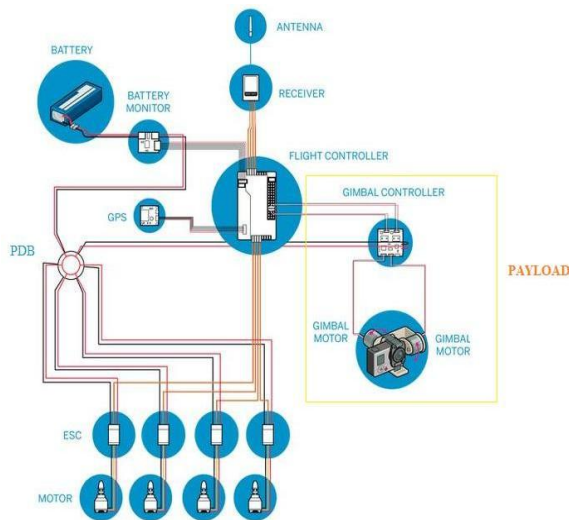 ANTENNA
BATTERY
BATTERY
MONITOR
RECEIVER
FLIGHT CONTROLLER
GIMBAL CONTROLLER
GPS
PDB
PAYLOAD
GIMBAL
MOTOR
GIMBAL
MOTOR
ESC
MOTOR